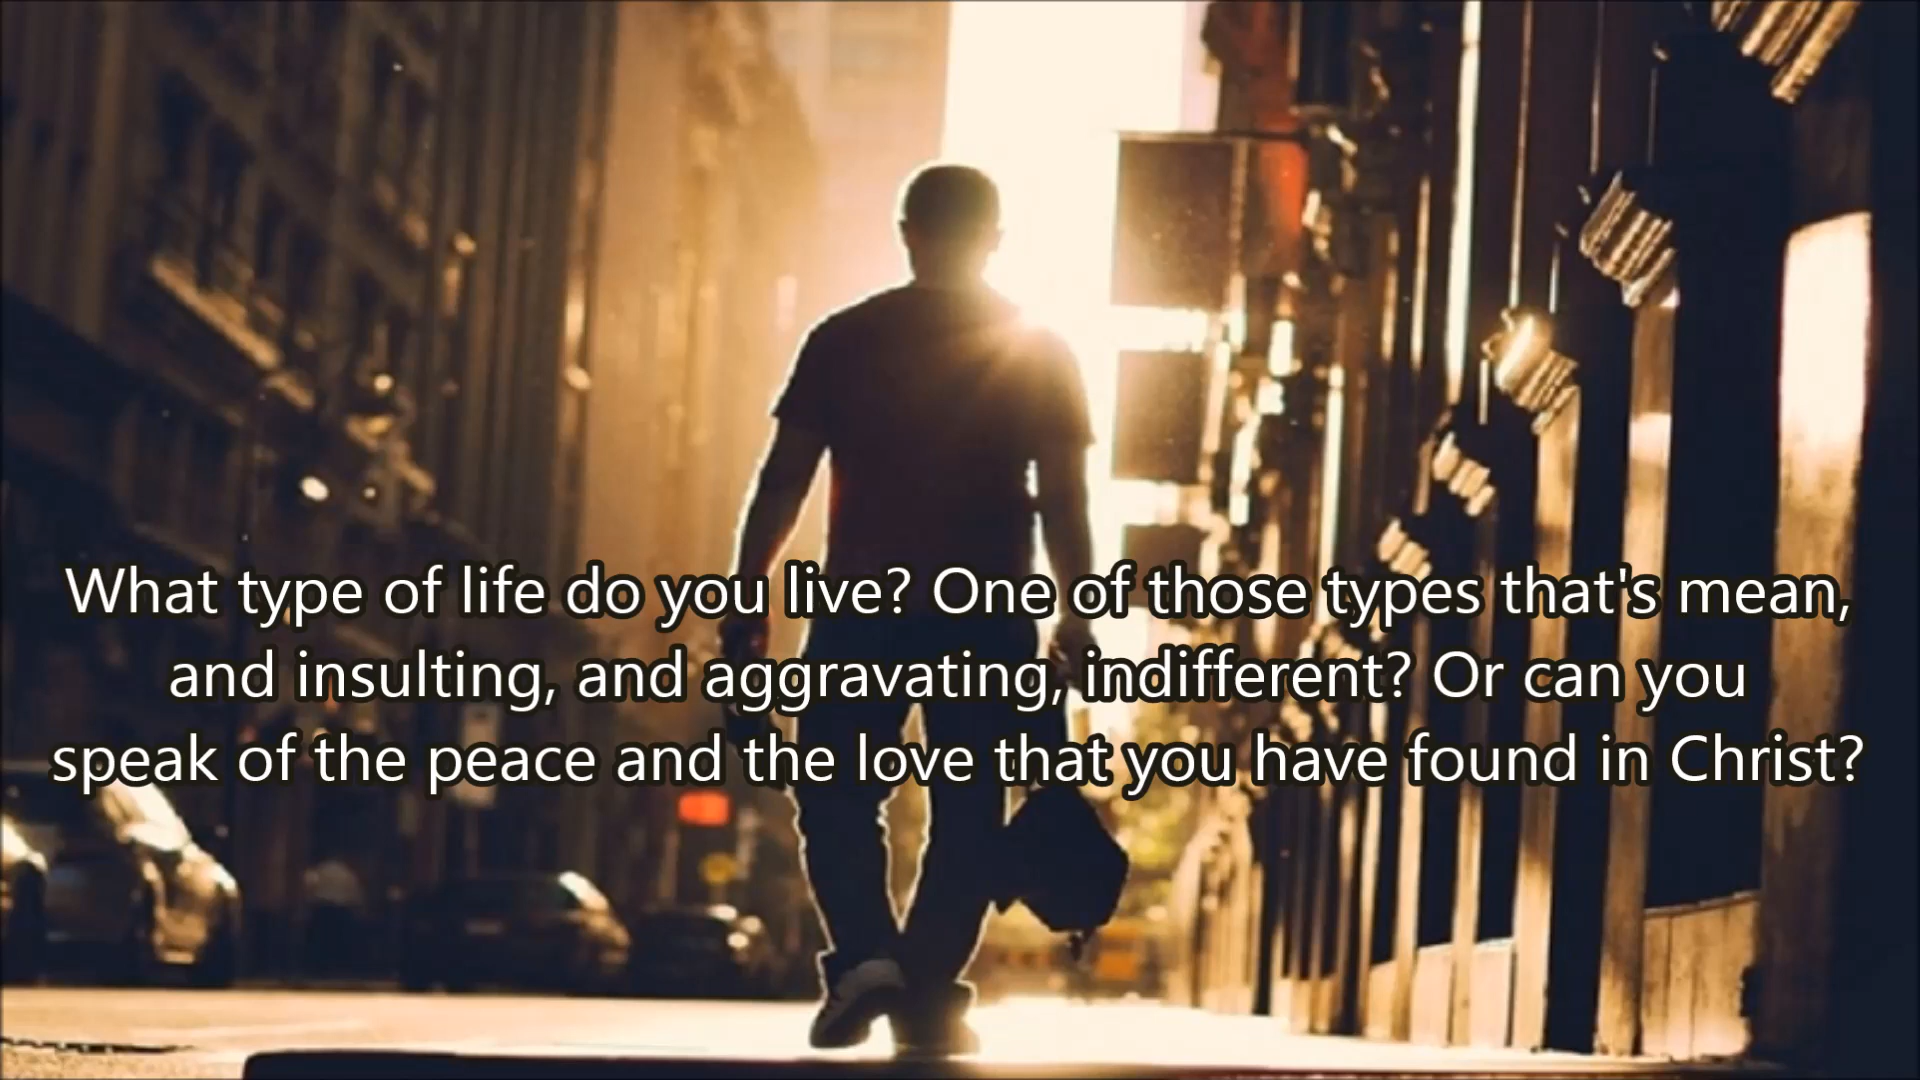 What type of life do you live? One of those types that's mean,
and insulting, and aggravating, indifferent? Or can you
speak of the peace and the love that you have found in Christ?